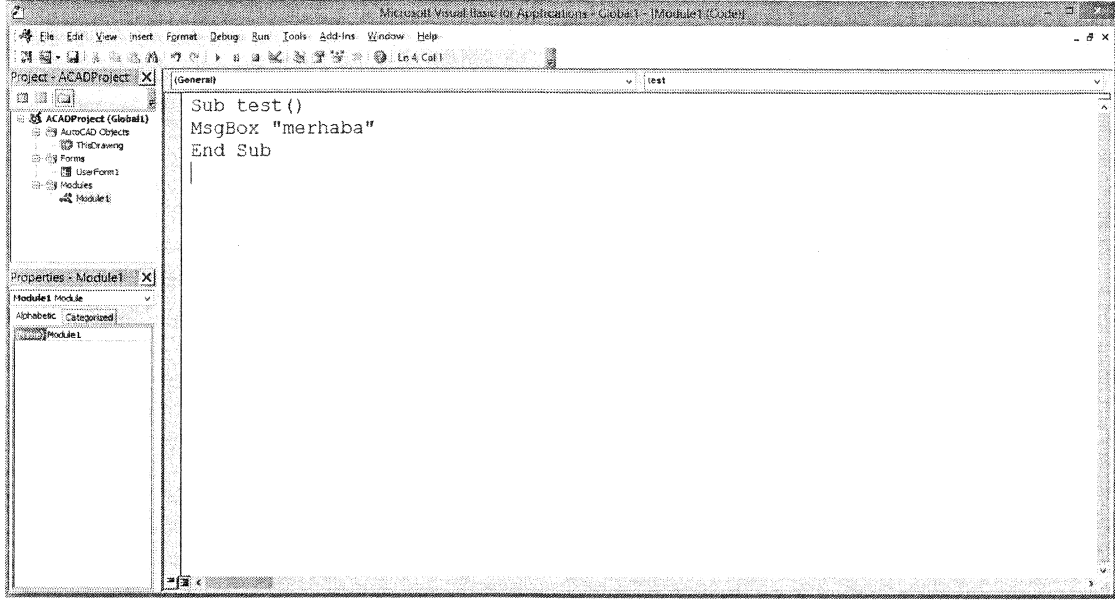 Microsoft Visual Basic for Applications - Global1 - [Module1 (Code)]
File Edit View Insert Format Debug Run Tools Add-Ins Window Help
Ln 4, Col 1
Project - ACADProject
(General)
test
ACADProject (Global1)
AutoCAD Objects
ThisDrawing
Forms
UserForm1
Modules
Module1
Sub test()
MsgBox "merhaba"
End Sub
Properties - Module1
Module1 Module
Alphabetic Categorized
Module1